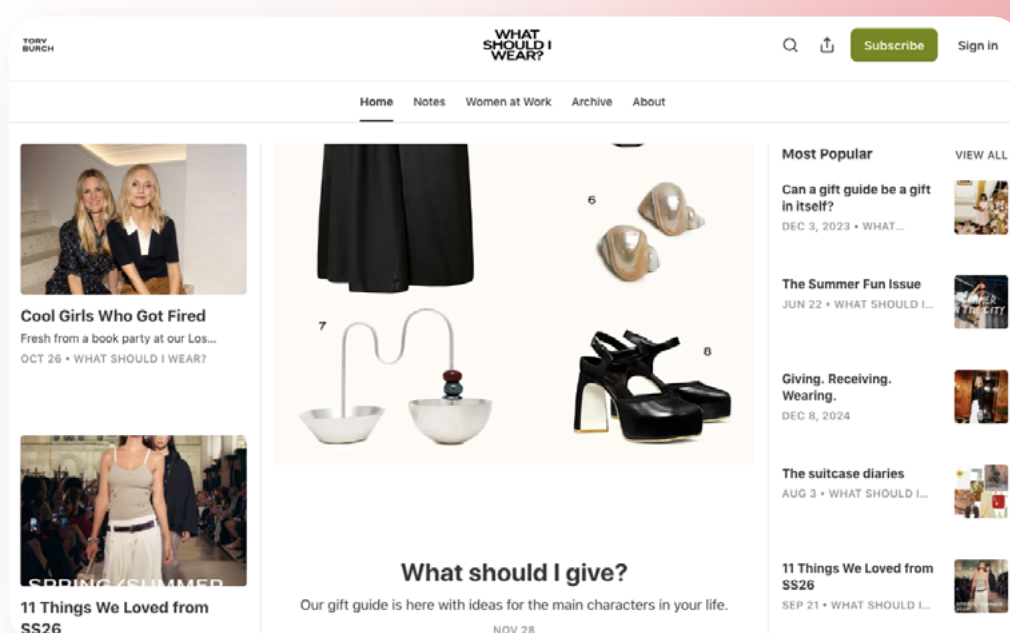 TORY
BURCH
WHAT
SHOULD I
WEAR?
Subscribe
Sign in
Home
Notes
Women at Work
Archive
About
Cool Girls Who Got Fired
Fresh from a book party at our Los...
OCT 26 • WHAT SHOULD I WEAR?
SPRING/SUMMER
11 Things We Loved from
SS26
6
7
8
What should I give?
Our gift guide is here with ideas for the main characters in your life.
NOV 28
Most Popular
VIEW ALL
Can a gift guide be a gift
in itself?
DEC 3, 2023 • WHAT...
The Summer Fun Issue
JUN 22 • WHAT SHOULD I...
Giving. Receiving.
Wearing.
DEC 8, 2024
The suitcase diaries
AUG 3 • WHAT SHOULD I...
11 Things We Loved from
SS26
SEP 21 • WHAT SHOULD I...